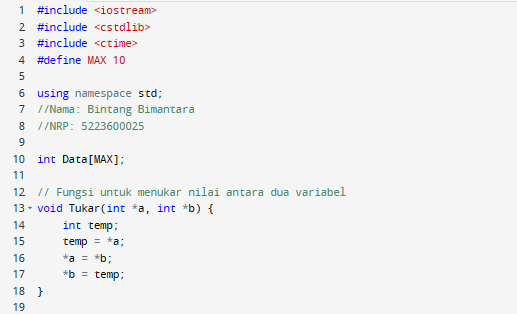 1 #include <iostream>
2 #include <cstdlib>
3 #include <ctime>
4 #define MAX 10
5
6 using namespace std;
7 //Nama: Bintang Bimantara
8 //NRP: 5223600025
9
10 int Data[MAX];
11
12 // Fungsi untuk menukar nilai antara dua variabel
13 void Tukar(int *a, int *b) {
14     int temp;
15     temp = *a;
16     *a = *b;
17     *b = temp;
18 }
19